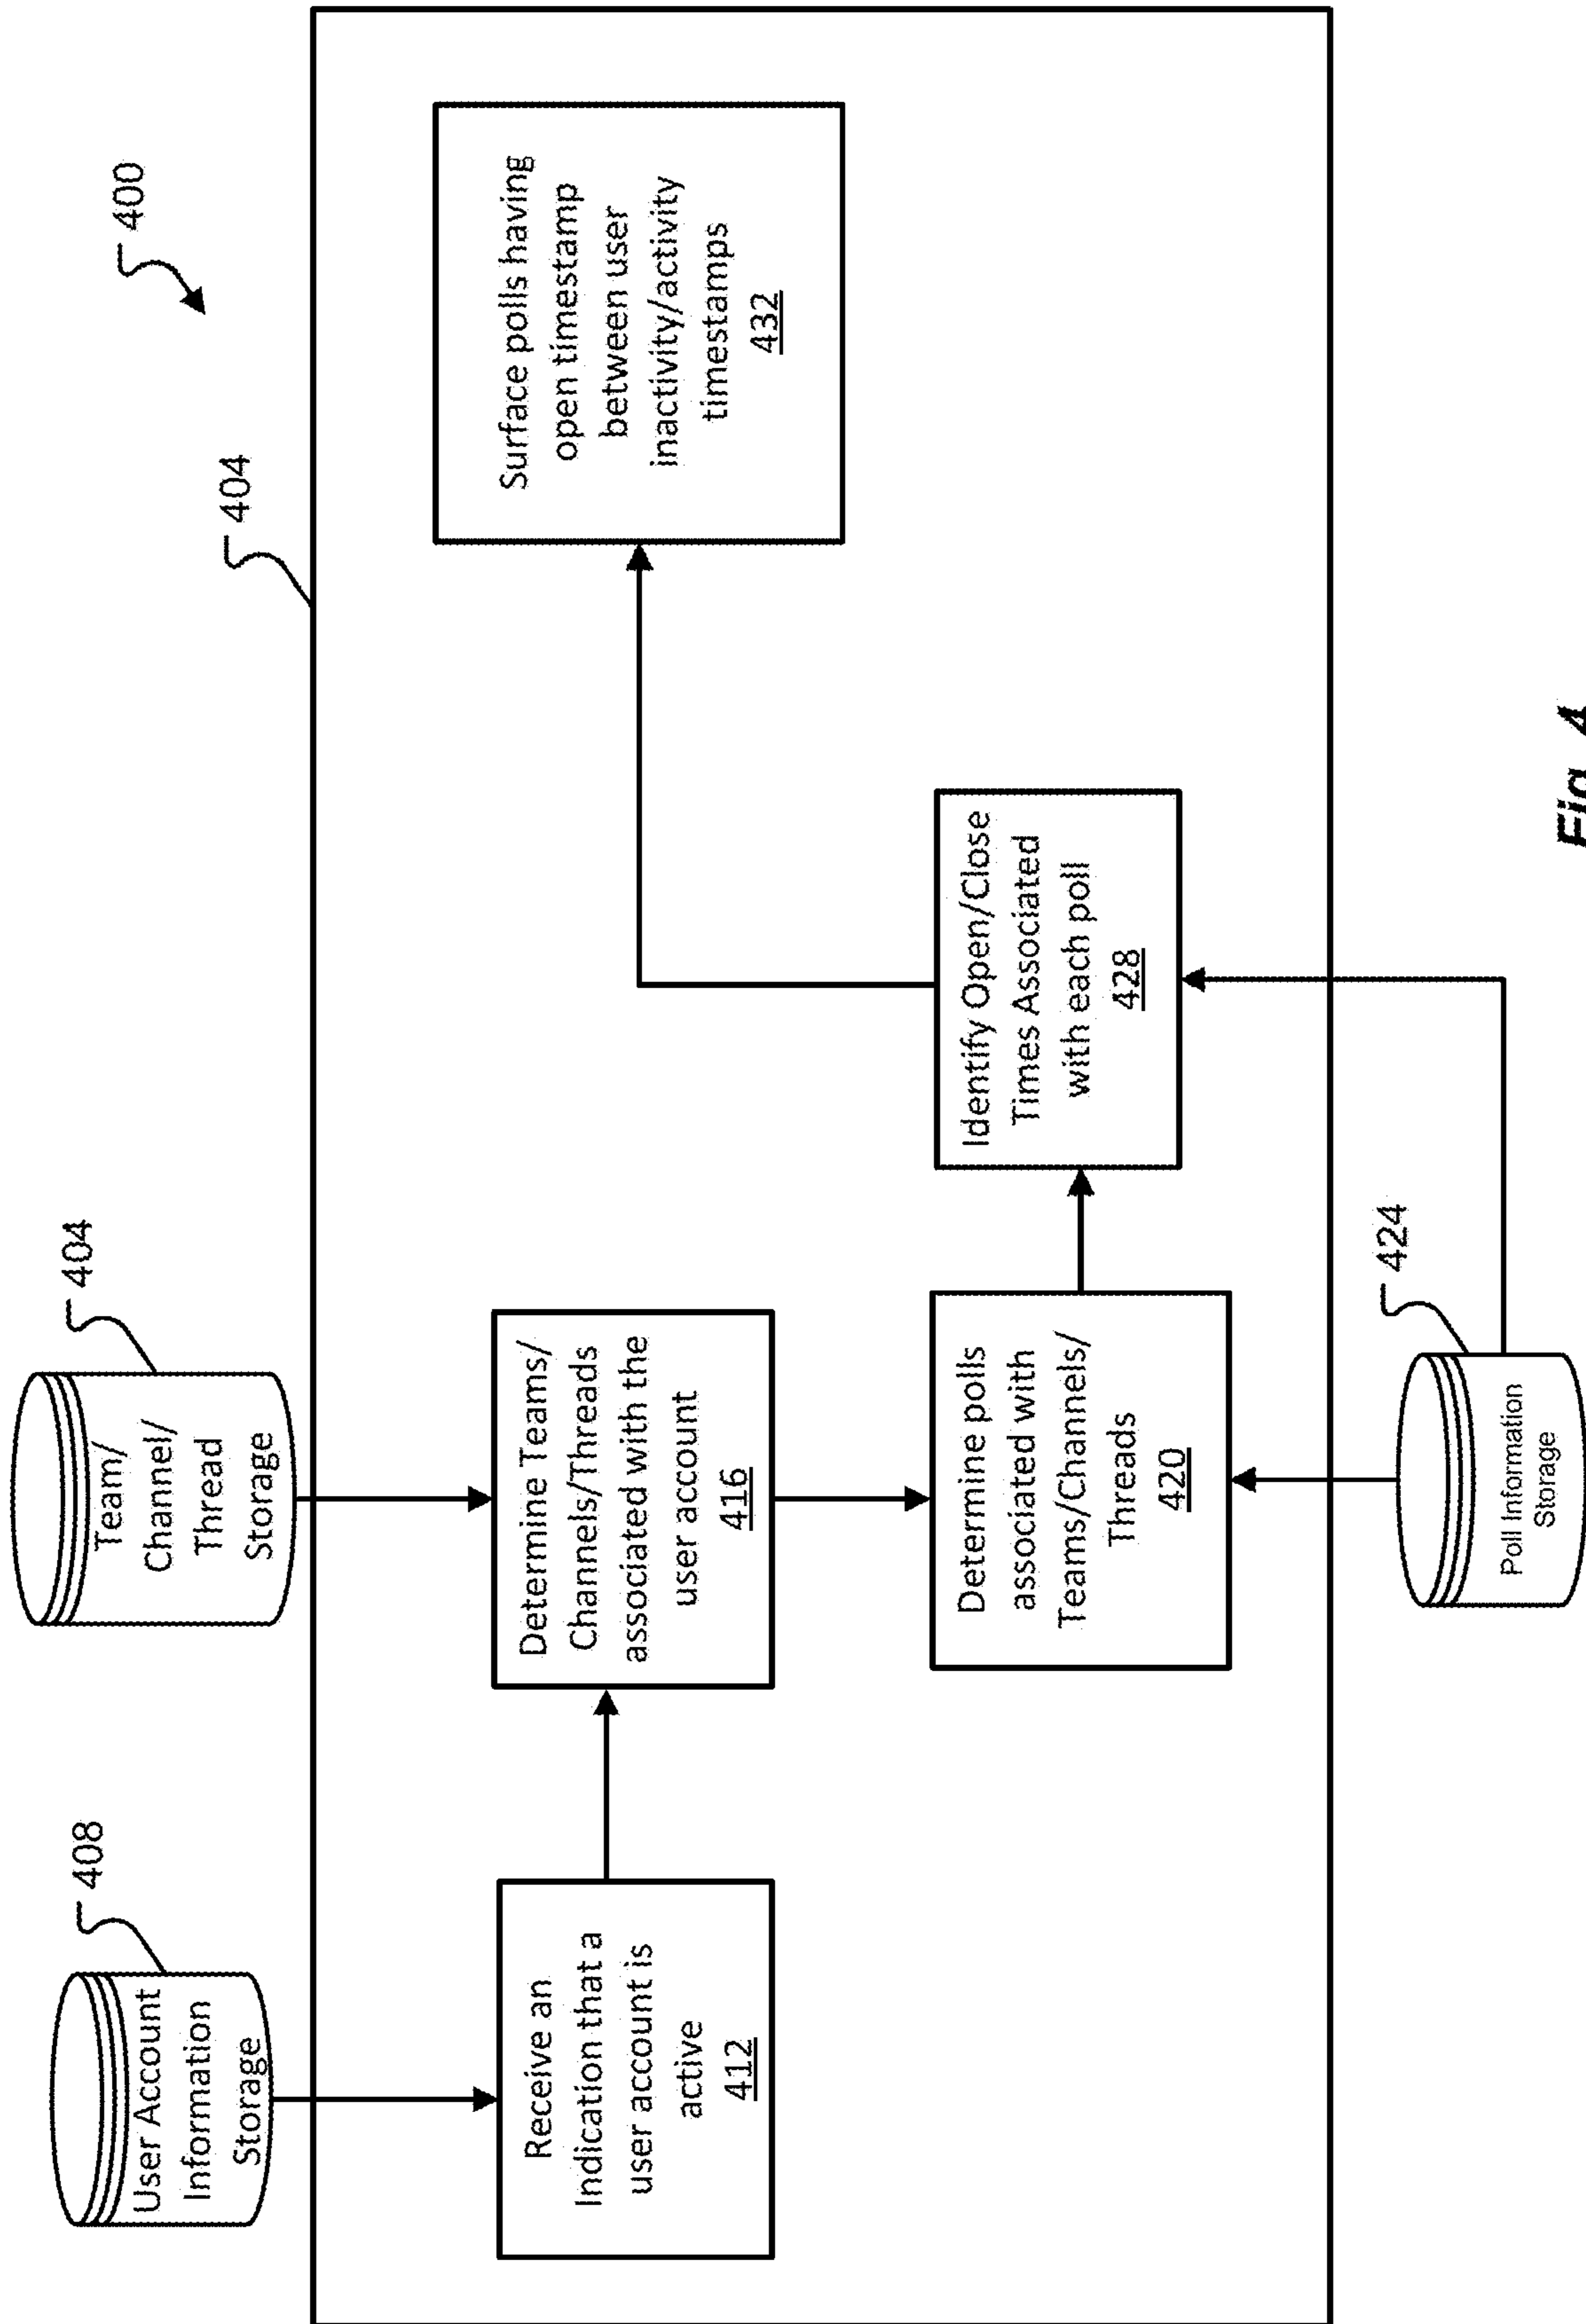 400
404
404
408
Team/
Channel/
Thread
Storage
User Account
Information
Storage
Surface polls having
open timestamp
between user
inactivity/activity
timestamps
432
Determine Teams/
Channels/Threads
associated with the
user account
416
Receive an
Indication that a
user account is
active
412
Identify Open/Close
Times Associated
with each poll
428
Determine polls
associated with
Teams/Channels/
Threads
420
424
Poll Information
Storage
Fig. 4